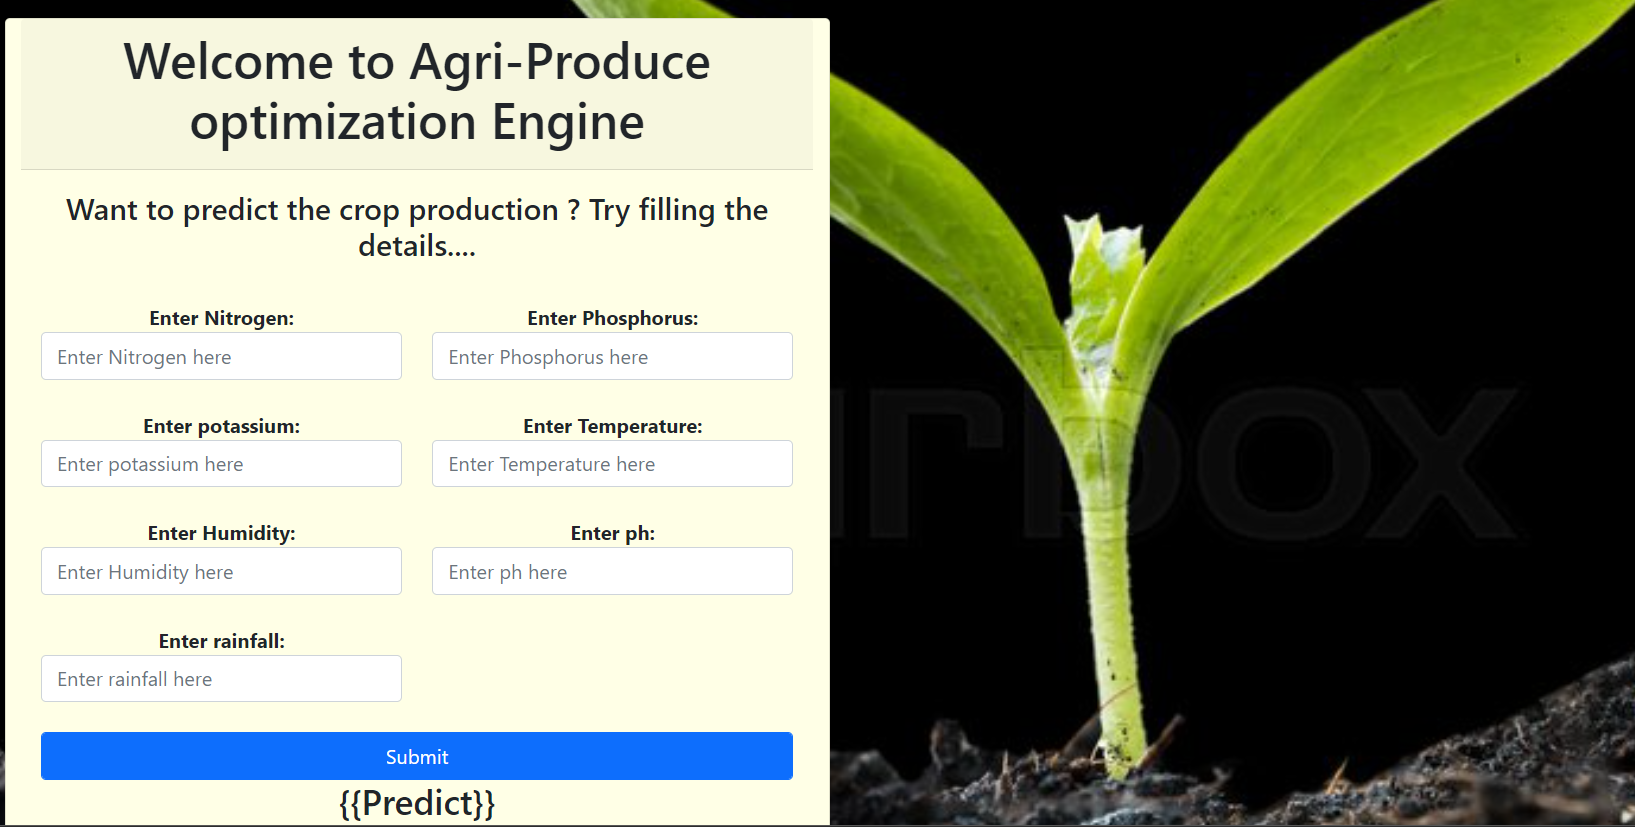 Welcome to Agri-Produce
optimization Engine
Want to predict the crop production ? Try filling the
details....
Enter Nitrogen:
Enter Phosphorus:
Enter Nitrogen here
Enter Phosphorus here
Enter potassium:
Enter Temperature:
Enter potassium here
Enter Temperature here
Enter Humidity:
Enter ph:
Enter Humidity here
Enter ph here
Enter rainfall:
Enter rainfall here
Submit
{{Predict}}